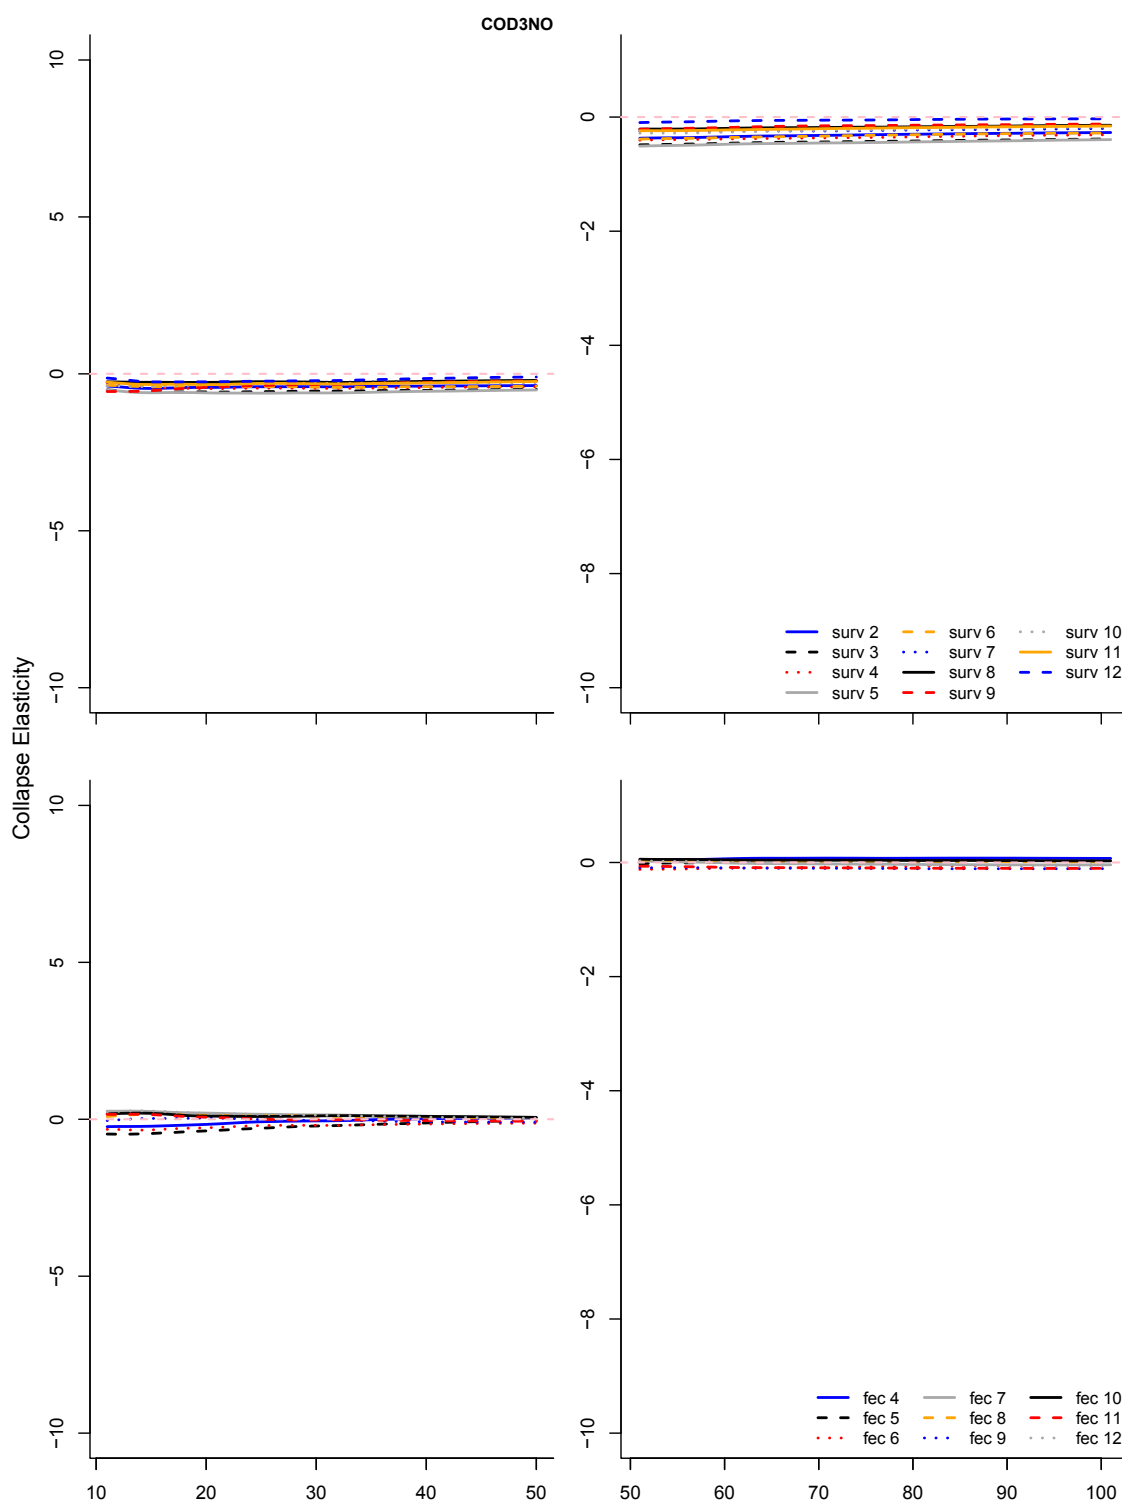 COD3NO
Collapse Elasticity
10
5
0
−5
−10
10 20 30 40 50
0
−2
−4
−6
−8
−10
50 60 70 80 90 100
surv 2 surv 6 surv 10
surv 3 surv 7 surv 11
surv 4 surv 8 surv 12
surv 5 surv 9
10
5
0
−5
−10
0
−2
−4
−6
−8
−10
fec 4 fec 7 fec 10
fec 5 fec 8 fec 11
fec 6 fec 9 fec 12